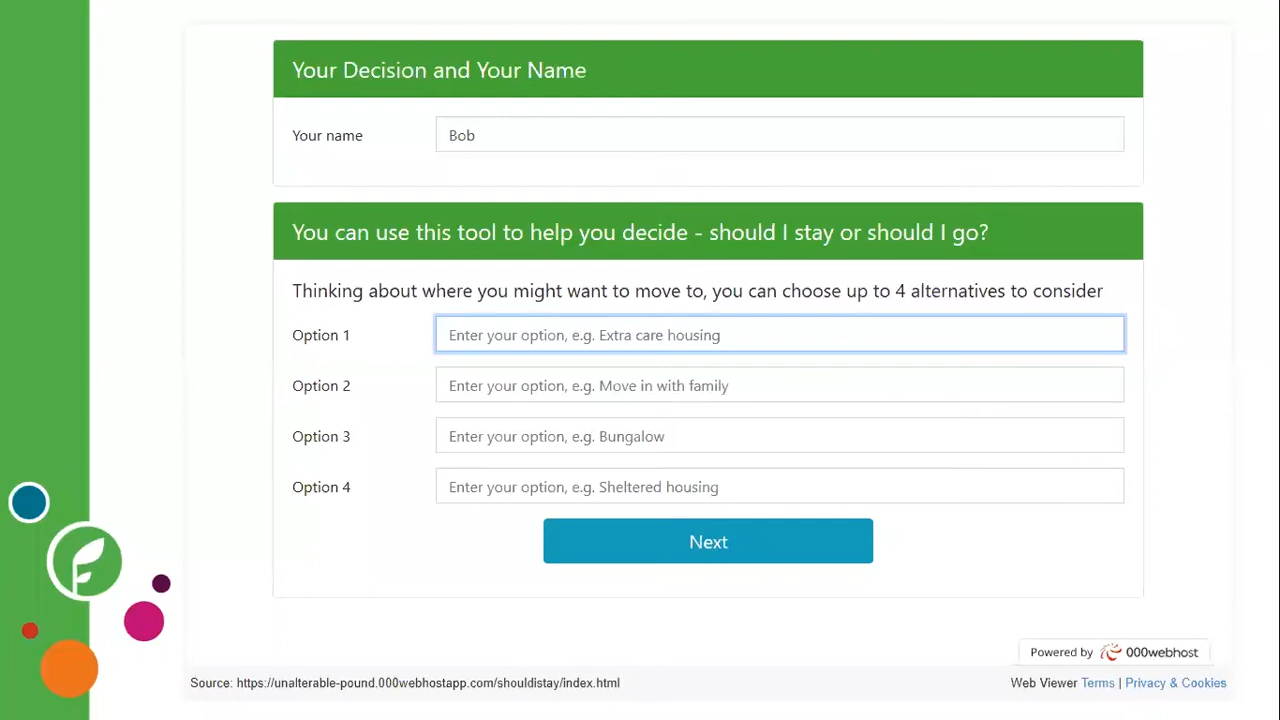 Your Decision and Your Name
Your name
Bob
You can use this tool to help you decide - should I stay or should I go?
Thinking about where you might want to move to, you can choose up to 4 alternatives to consider
Option 1
Enter your option, e.g. Extra care housing
Option 2
Enter your option, e.g. Move in with family
Option 3
Enter your option, e.g. Bungalow
Option 4
Enter your option, e.g. Sheltered housing
Next
Powered by 000webhost
Source: https://unalterable-pound.000webhostapp.com/shouldistay/index.html
Web Viewer Terms | Privacy & Cookies